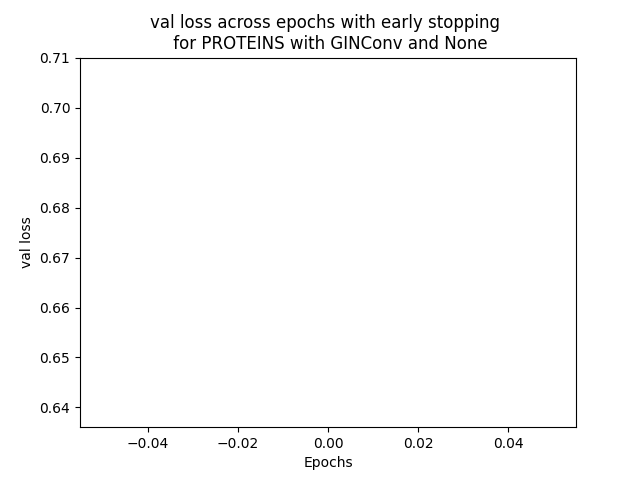 val loss across epochs with early stopping
for PROTEINS with GINConv and None
0.71
0.70
0.69
0.68
0.67
0.66
0.65
0.64
val loss
−0.04 −0.02 0.00 0.02 0.04
Epochs